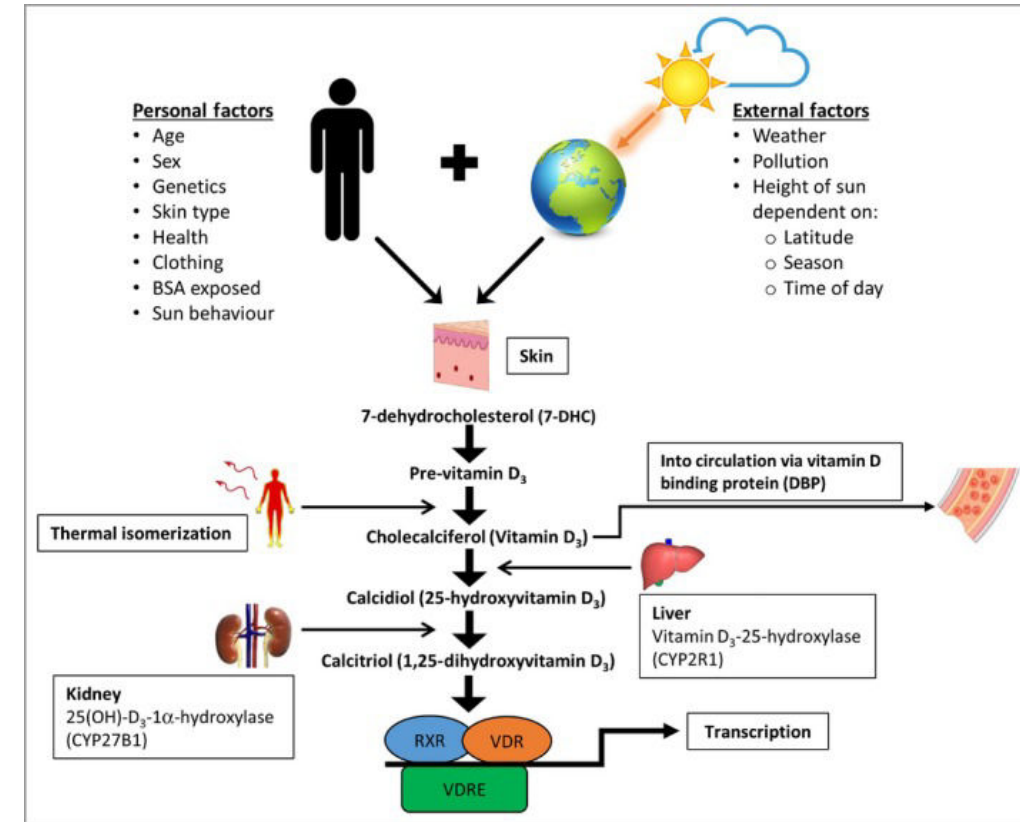 Personal factors
• Age
• Sex
• Genetics
• Skin type
• Health
• Clothing
• BSA exposed
• Sun behaviour
External factors
• Weather
• Pollution
• Height of sun
dependent on:
o Latitude
o Season
o Time of day
Skin
7-dehydrocholesterol (7-DHC)
Pre-vitamin D₃
Into circulation via vitamin D
binding protein (DBP)
Thermal isomerization
Cholecalciferol (Vitamin D₃)
Calcidiol (25-hydroxyvitamin D₃)
Liver
Vitamin D₃-25-hydroxylase
(CYP2R1)
Calcitriol (1,25-dihydroxyvitamin D₃)
Kidney
25(OH)-D₃-1α-hydroxylase
(CYP27B1)
RXR
VDR
VDRE
Transcription